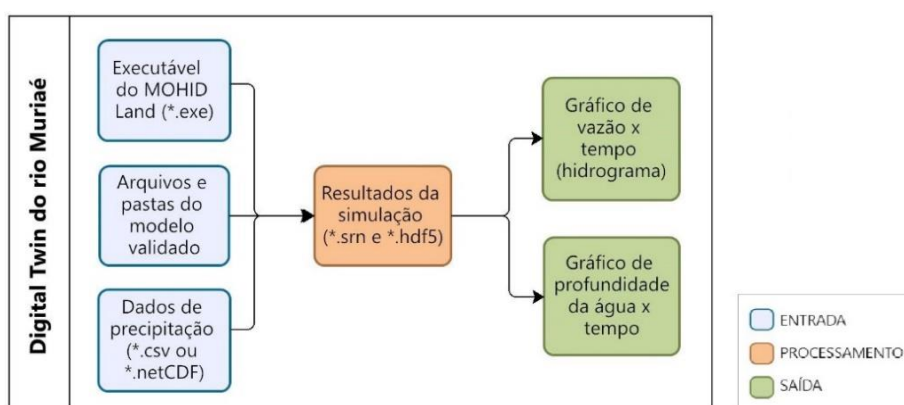 Digital Twin do rio Muriaé
Executável
do MOHID
Land (*.exe)
Arquivos e
pastas do
modelo
validado
Dados de
precipitação
(*.csv ou
*.netCDF)
Resultados da
simulação
(*.srn e *.hdf5)
Gráfico de
vazão x
tempo
(hidrograma)
Gráfico de
profundidade
da água x
tempo
ENTRADA
PROCESSAMENTO
SAÍDA